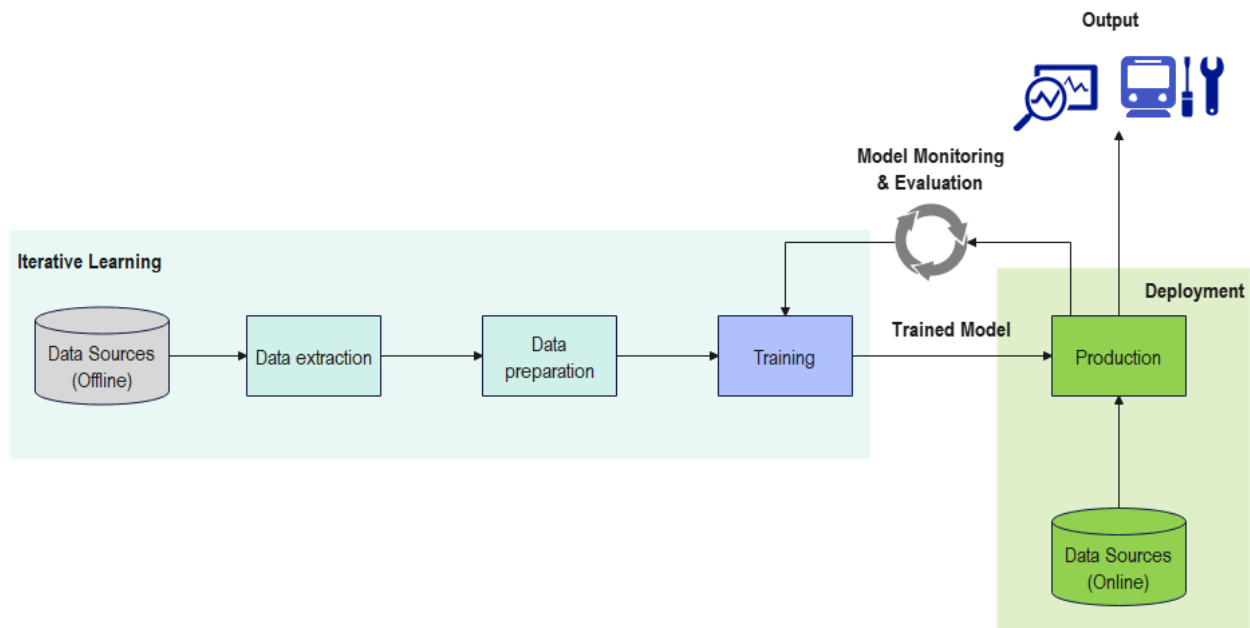 Output
Model Monitoring
& Evaluation
Iterative Learning
Deployment
Data Sources
(Offline)
Data extraction
Data
preparation
Training
Trained Model
Production
Data Sources
(Online)